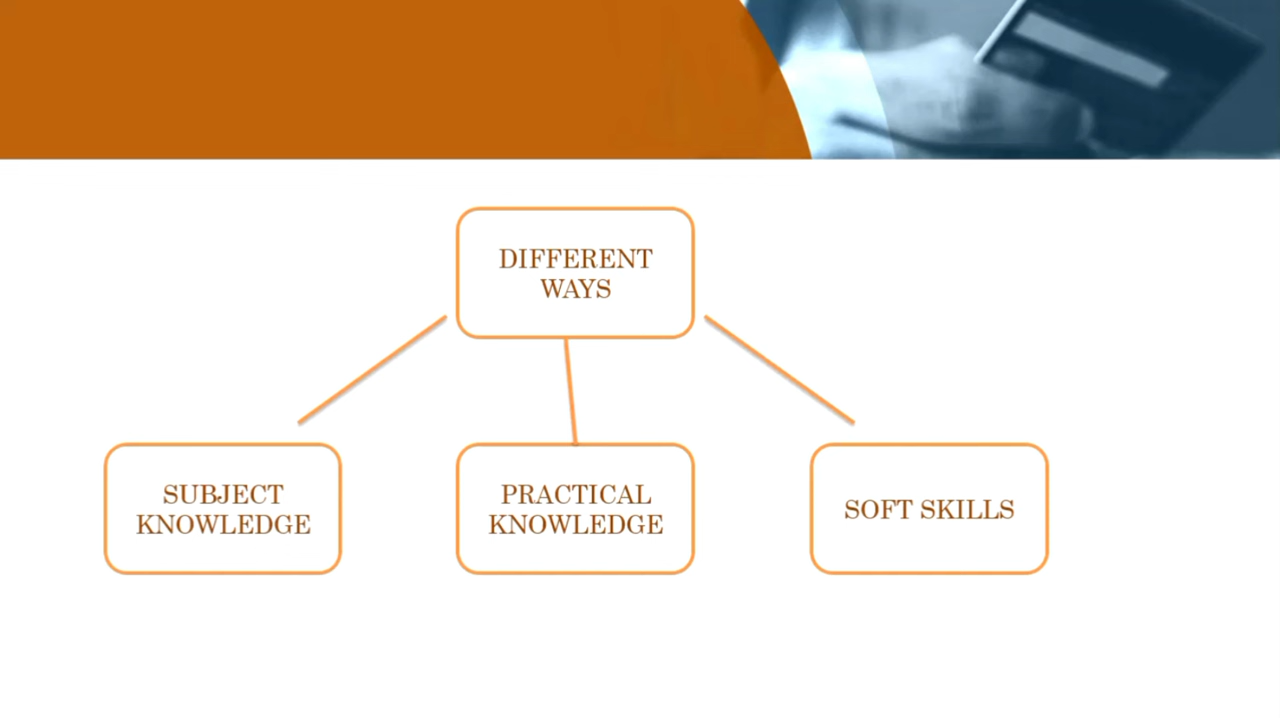 DIFFERENT
WAYS
SUBJECT
KNOWLEDGE
PRACTICAL
KNOWLEDGE
SOFT SKILLS